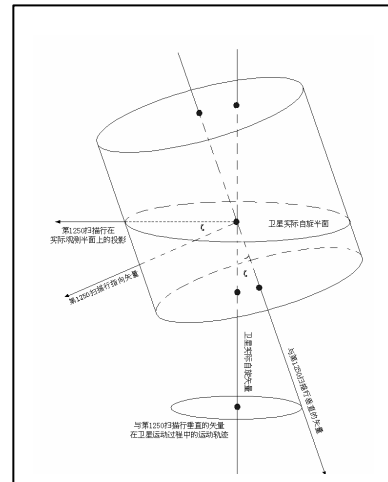 第1250扫描行在
实际观测平面上的投影
卫星实际自旋平面
第1250扫描行指向矢量
ζ
ζ
卫星实际自旋矢量
与第1250扫描行垂直的矢量
与第1250扫描行垂直的矢量
在卫星运动过程中的运动轨迹